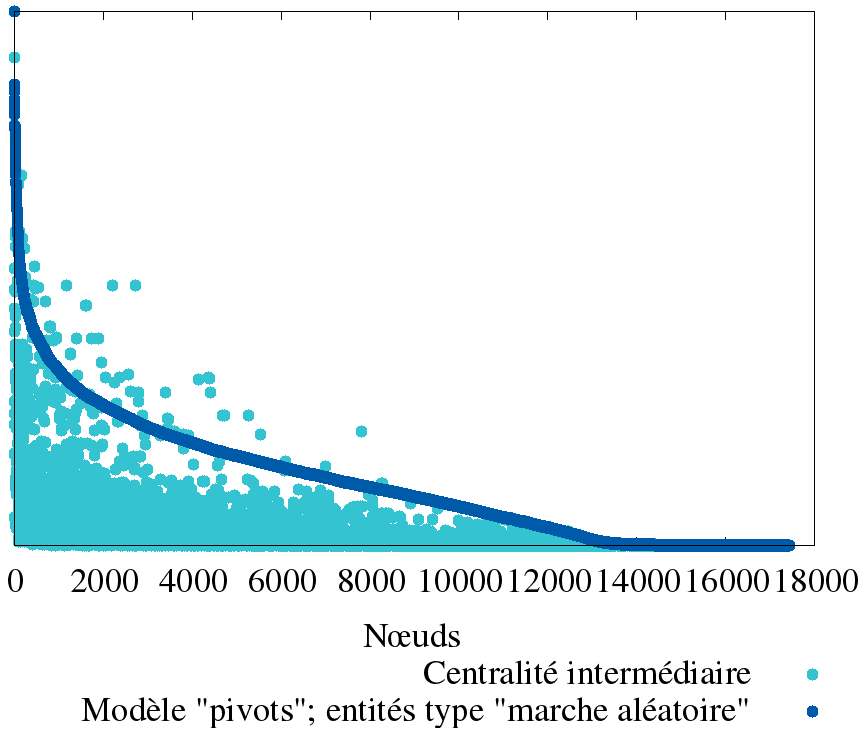 0 2000 4000 6000 8000 10000 12000 14000 16000 18000
Nœuds
Centralité intermédiaire
Modèle "pivots"; entités type "marche aléatoire"